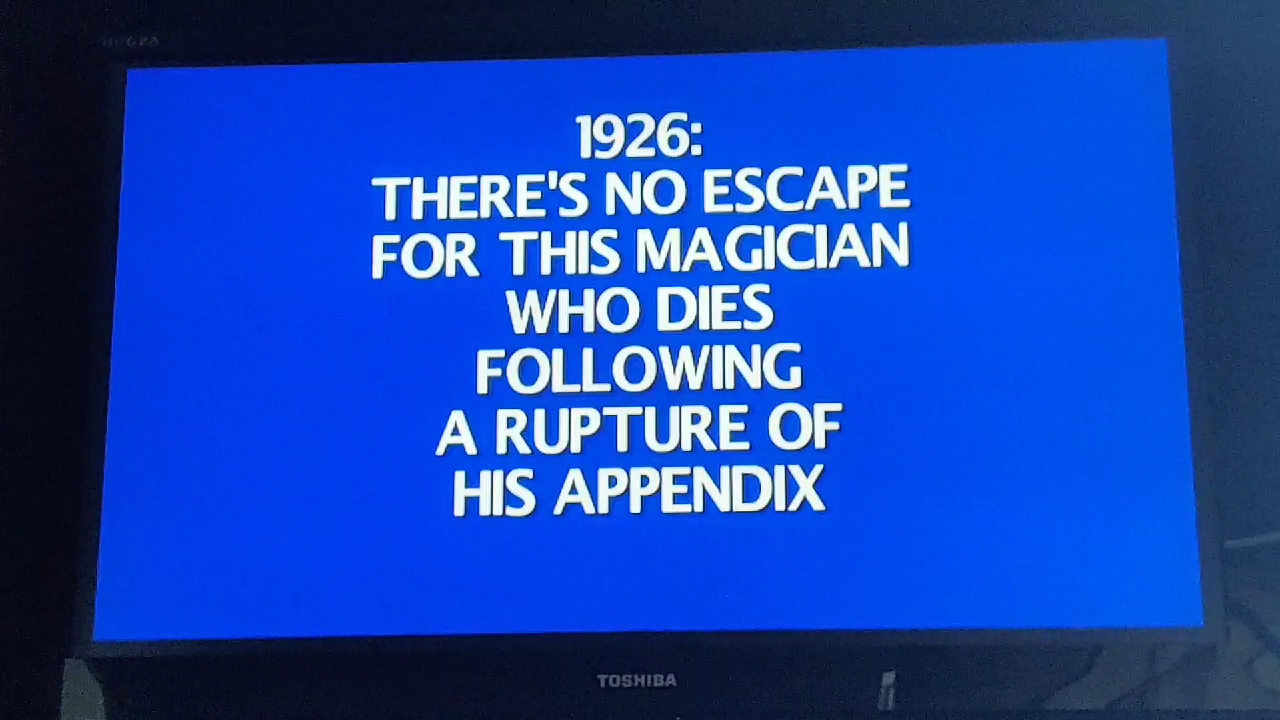 1926:
THERE'S NO ESCAPE
FOR THIS MAGICIAN
WHO DIES
FOLLOWING
A RUPTURE OF
HIS APPENDIX
TOSHIBA